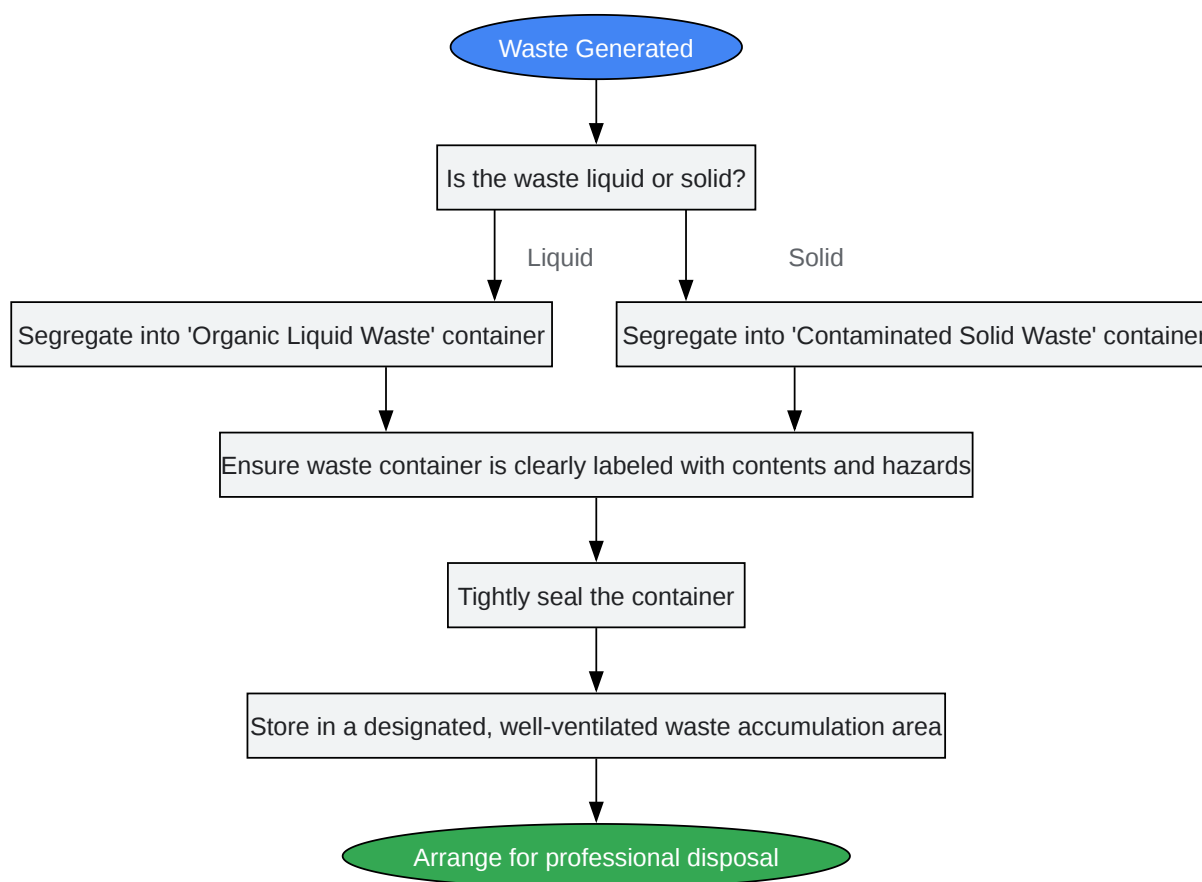 Waste Generated
Is the waste liquid or solid?
Liquid
Solid
Segregate into 'Organic Liquid Waste' container
Segregate into 'Contaminated Solid Waste' container
Ensure waste container is clearly labeled with contents and hazards
Tightly seal the container
Store in a designated, well-ventilated waste accumulation area
Arrange for professional disposal